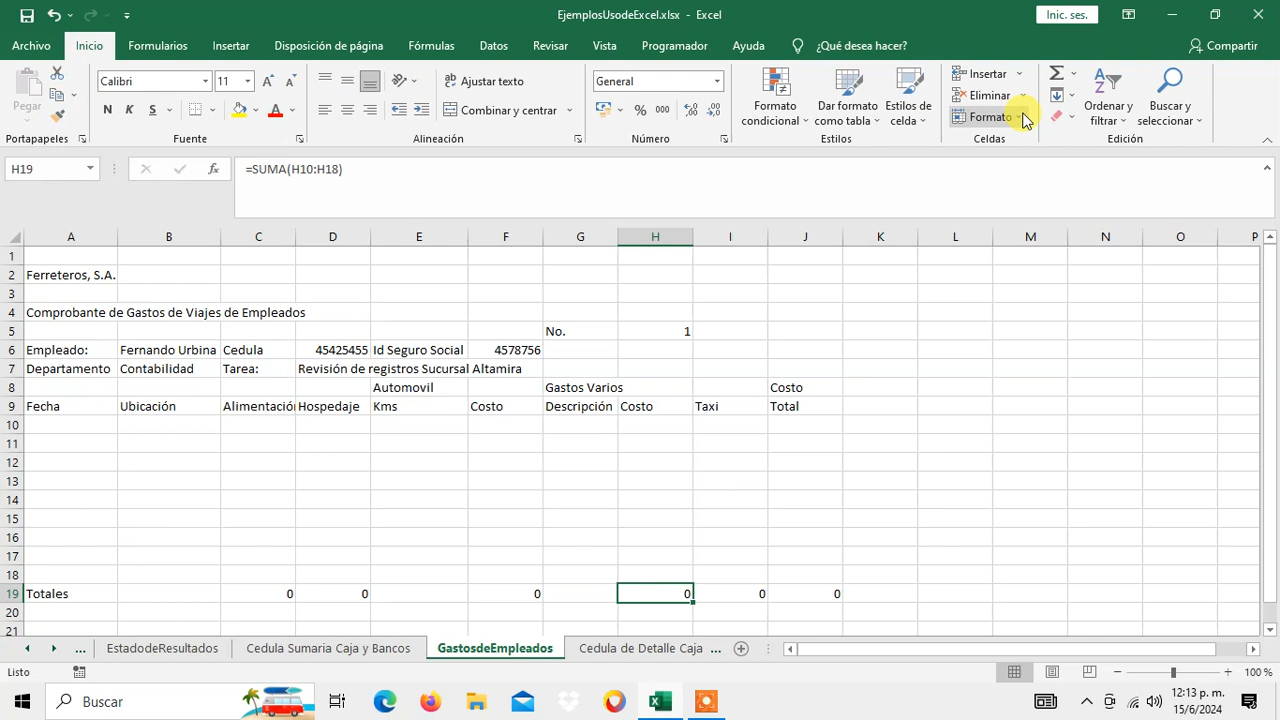 EjemplosUsodeExcel.xlsx - Excel
Inic. ses.
Archivo Inicio Formularios Insertar Disposición de página Fórmulas Datos Revisar Vista Programador Ayuda ¿Qué desea hacer? Compartir
Pegar
Calibri 11
N K S
Ajustar texto
Combinar y centrar
General
% 000
Formato condicional
Dar formato como tabla
Estilos de celda
Insertar
Eliminar
Formato
Ordenar y filtrar
Buscar y seleccionar
Portapapeles Fuente Alineación Número Estilos Celdas Edición
H19 fx =SUMA(H10:H18)
A B C D E F G H I J K L M N O P
1
2 Ferreteros, S.A.
3
4 Comprobante de Gastos de Viajes de Empleados
5 No. 1
6 Empleado: Fernando Urbina Cedula 45425455 Id Seguro Social 4578756
7 Departamento Contabilidad Tarea: Revisión de registros Sucursal Altamira
8 Automovil Gastos Varios Costo
9 Fecha Ubicación Alimentación Hospedaje Kms Costo Descripción Costo Taxi Total
10
11
12
13
14
15
16
17
18
19 Totales 0 0 0 0 0 0
20
21
... EstadodeResultados Cedula Sumaria Caja y Bancos GastosdeEmpleados Cedula de Detalle Caja ...
Listo 100 %
Buscar
12:13 p. m.
15/6/2024